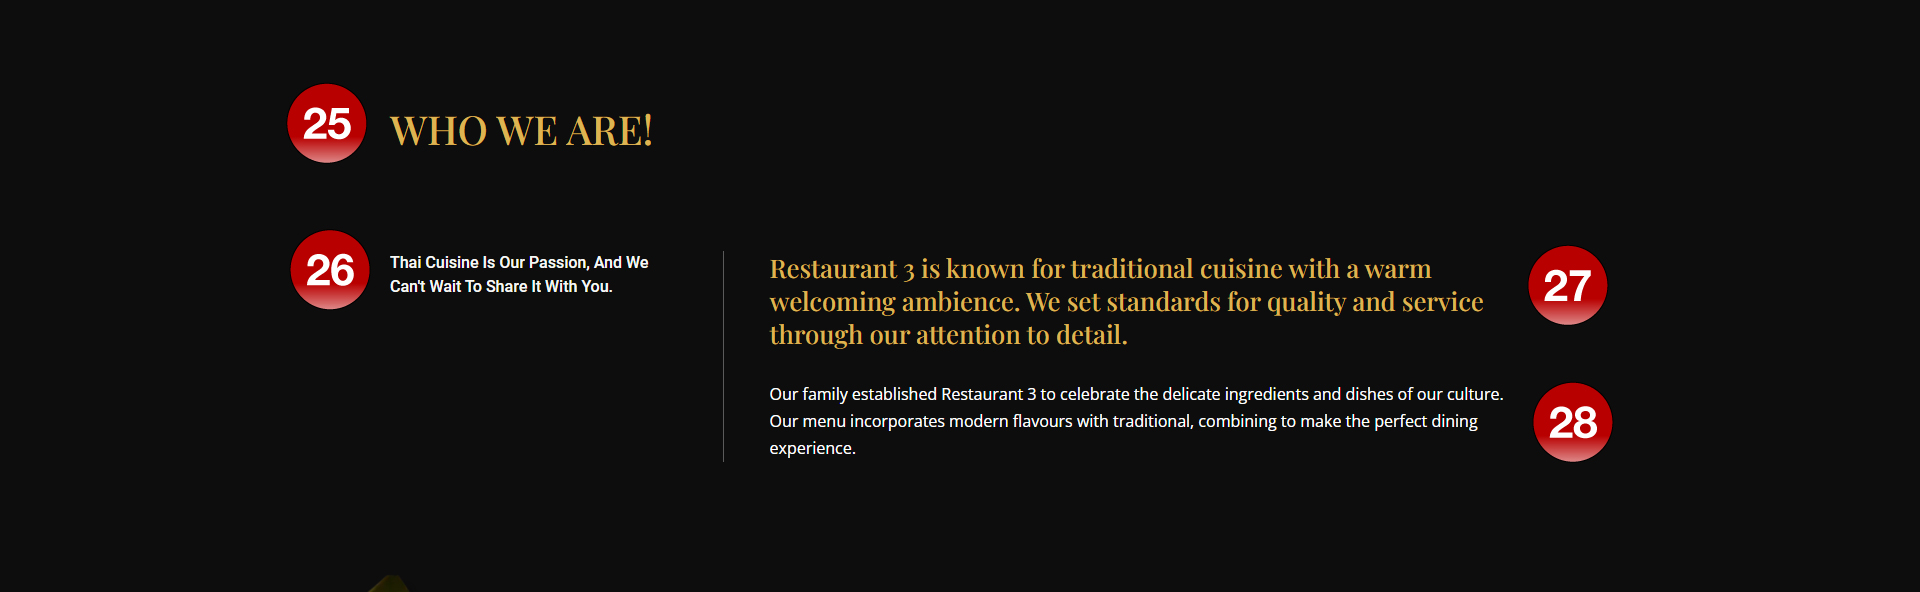 25
WHO WE ARE!
26
Thai Cuisine Is Our Passion, And We
Can't Wait To Share It With You.
Restaurant 3 is known for traditional cuisine with a warm
welcoming ambience. We set standards for quality and service
through our attention to detail.
27
Our family established Restaurant 3 to celebrate the delicate ingredients and dishes of our culture.
Our menu incorporates modern flavours with traditional, combining to make the perfect dining
experience.
28